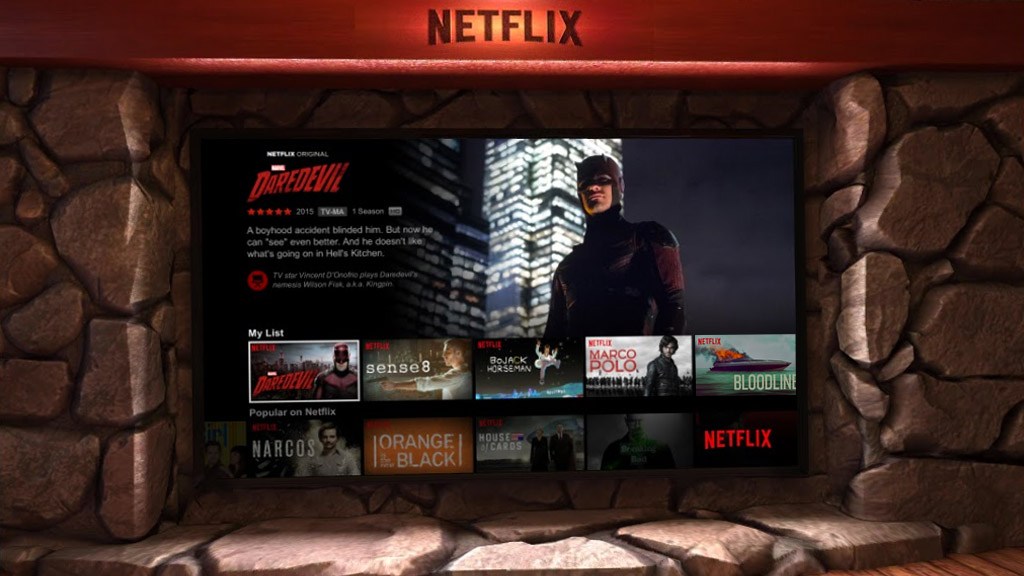 NETFLIX
NETFLIX ORIGINAL
MARVEL
DAREDEVIL
2015 TV-MA 1 Season HD
A boyhood accident blinded him. But now he
can "see" even better. And he doesn't like
what's going on in Hell's Kitchen.
TV star Vincent D'Onofrio plays Daredevil's
nemesis Wilson Fisk, a.k.a. Kingpin.
My List
NETFLIX
DAREDEVIL
NETFLIX
sense8
NETFLIX
BOJACK
HORSEMAN
NETFLIX
MARCO
POLO
NETFLIX
BLOODLINE
Popular on Netflix
NETFLIX
NARCOS
NETFLIX
ORANGE
IS THE NEW
BLACK
NETFLIX
HOUSE
of CARDS
NETFLIX